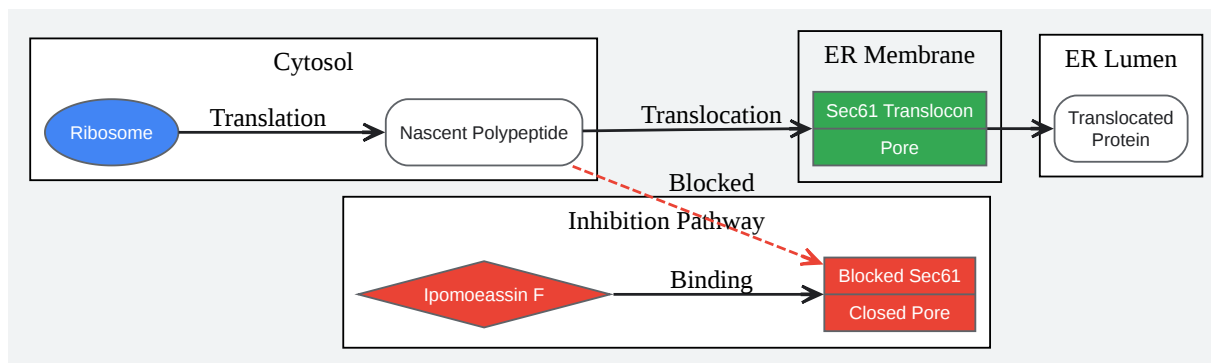 Cytosol
Ribosome
Translation
Nascent Polypeptide
Translocation
ER Membrane
Sec61 Translocon
Pore
ER Lumen
Translocated
Protein
Blocked
Inhibition Pathway
Ipomoeassin F
Binding
Blocked Sec61
Closed Pore